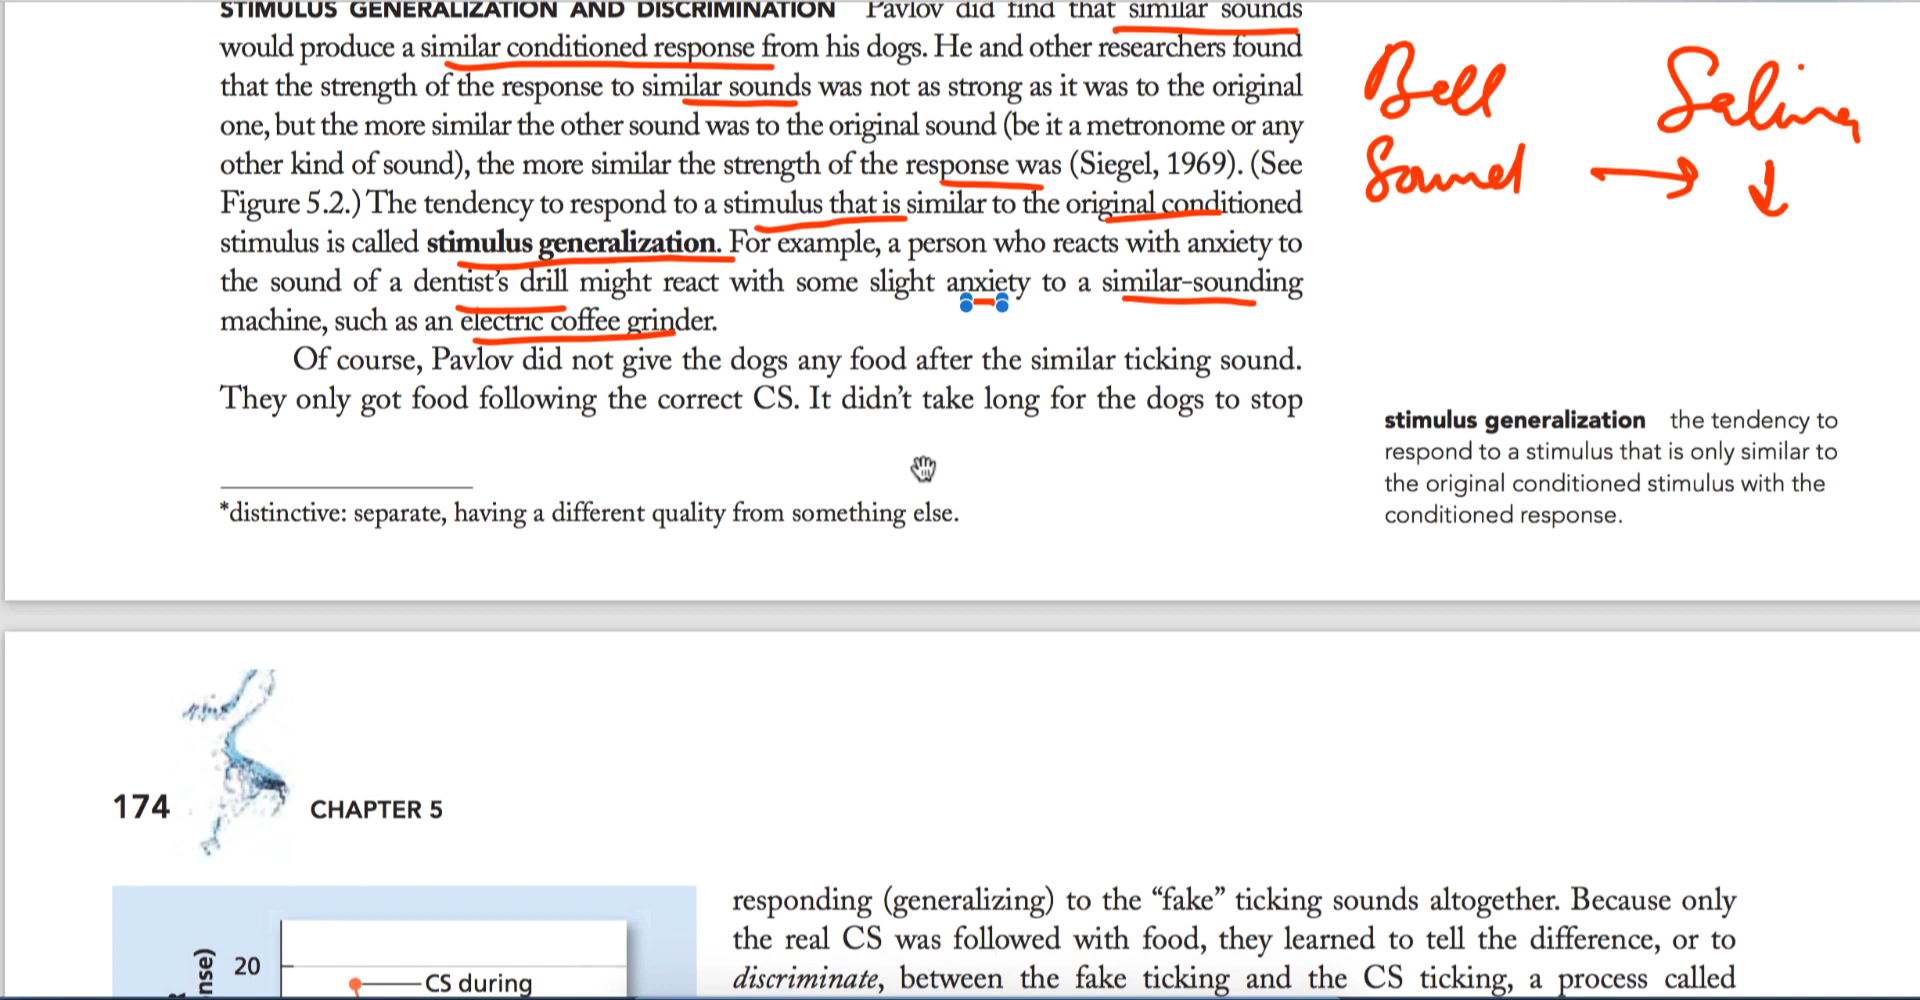 STIMULUS GENERALIZATION AND DISCRIMINATION Pavlov did find that similar sounds
would produce a similar conditioned response from his dogs. He and other researchers found
that the strength of the response to similar sounds was not as strong as it was to the original
one, but the more similar the other sound was to the original sound (be it a metronome or any
other kind of sound), the more similar the strength of the response was (Siegel, 1969). (See
Figure 5.2.) The tendency to respond to a stimulus that is similar to the original conditioned
stimulus is called stimulus generalization. For example, a person who reacts with anxiety to
the sound of a dentist’s drill might react with some slight anxiety to a similar-sounding
machine, such as an electric coffee grinder.
Of course, Pavlov did not give the dogs any food after the similar ticking sound.
They only got food following the correct CS. It didn’t take long for the dogs to stop
*distinctive: separate, having a different quality from something else.
Bell
Sound →
↓
stimulus generalization the tendency to
respond to a stimulus that is only similar to
the original conditioned stimulus with the
conditioned response.
174 CHAPTER 5
20
CS during
responding (generalizing) to the “fake” ticking sounds altogether. Because only
the real CS was followed with food, they learned to tell the difference, or to
discriminate, between the fake ticking and the CS ticking, a process called